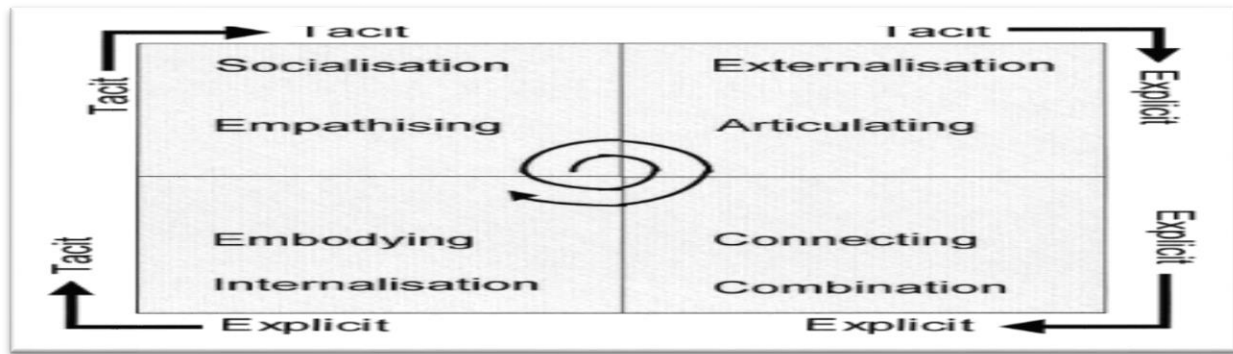 Tacit Tacit
Tacit Socialisation Externalisation Explicit
Empathising Articulating
Tacit Embodying Connecting Explicit
Internalisation Combination
Explicit Explicit